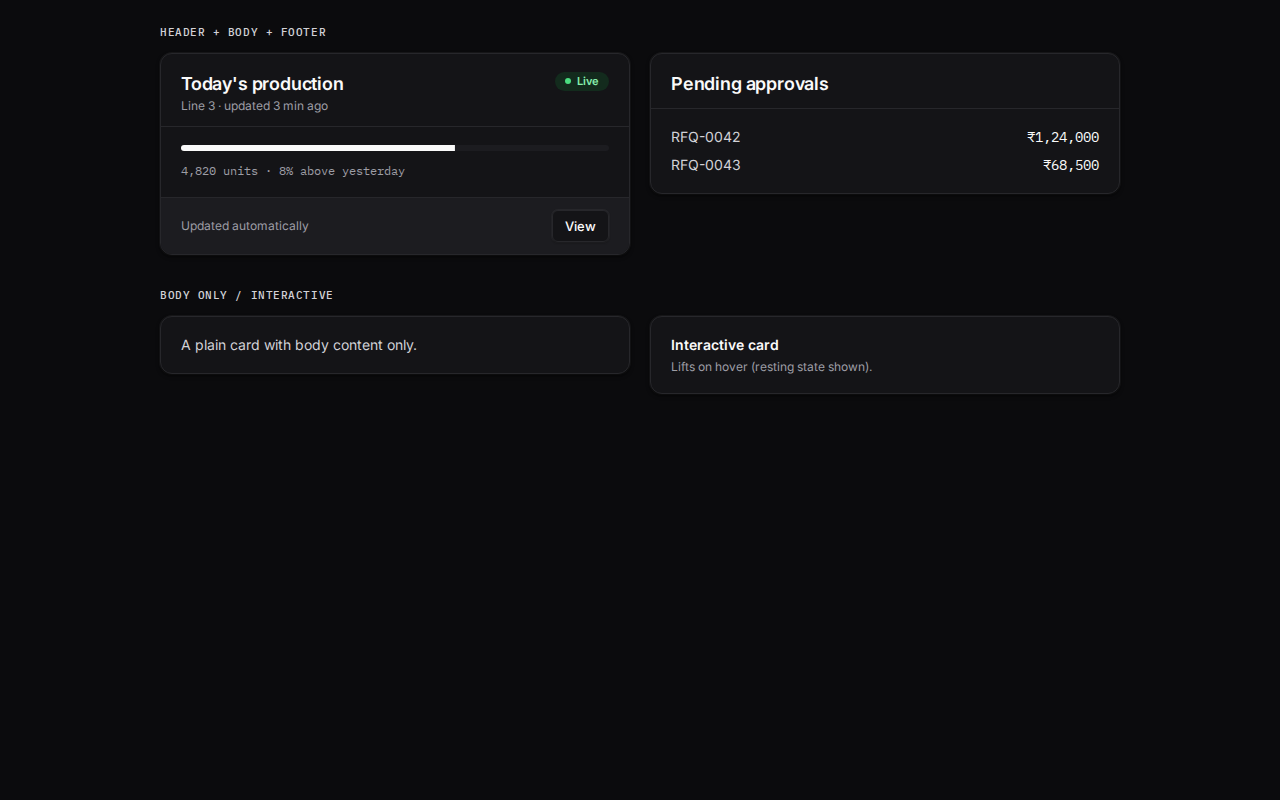 HEADER + BODY + FOOTER
Today's production
Live
Line 3 · updated 3 min ago
4,820 units · 8% above yesterday
Updated automatically
View
Pending approvals
RFQ-0042
₹1,24,000
RFQ-0043
₹68,500
BODY ONLY / INTERACTIVE
A plain card with body content only.
Interactive card
Lifts on hover (resting state shown).